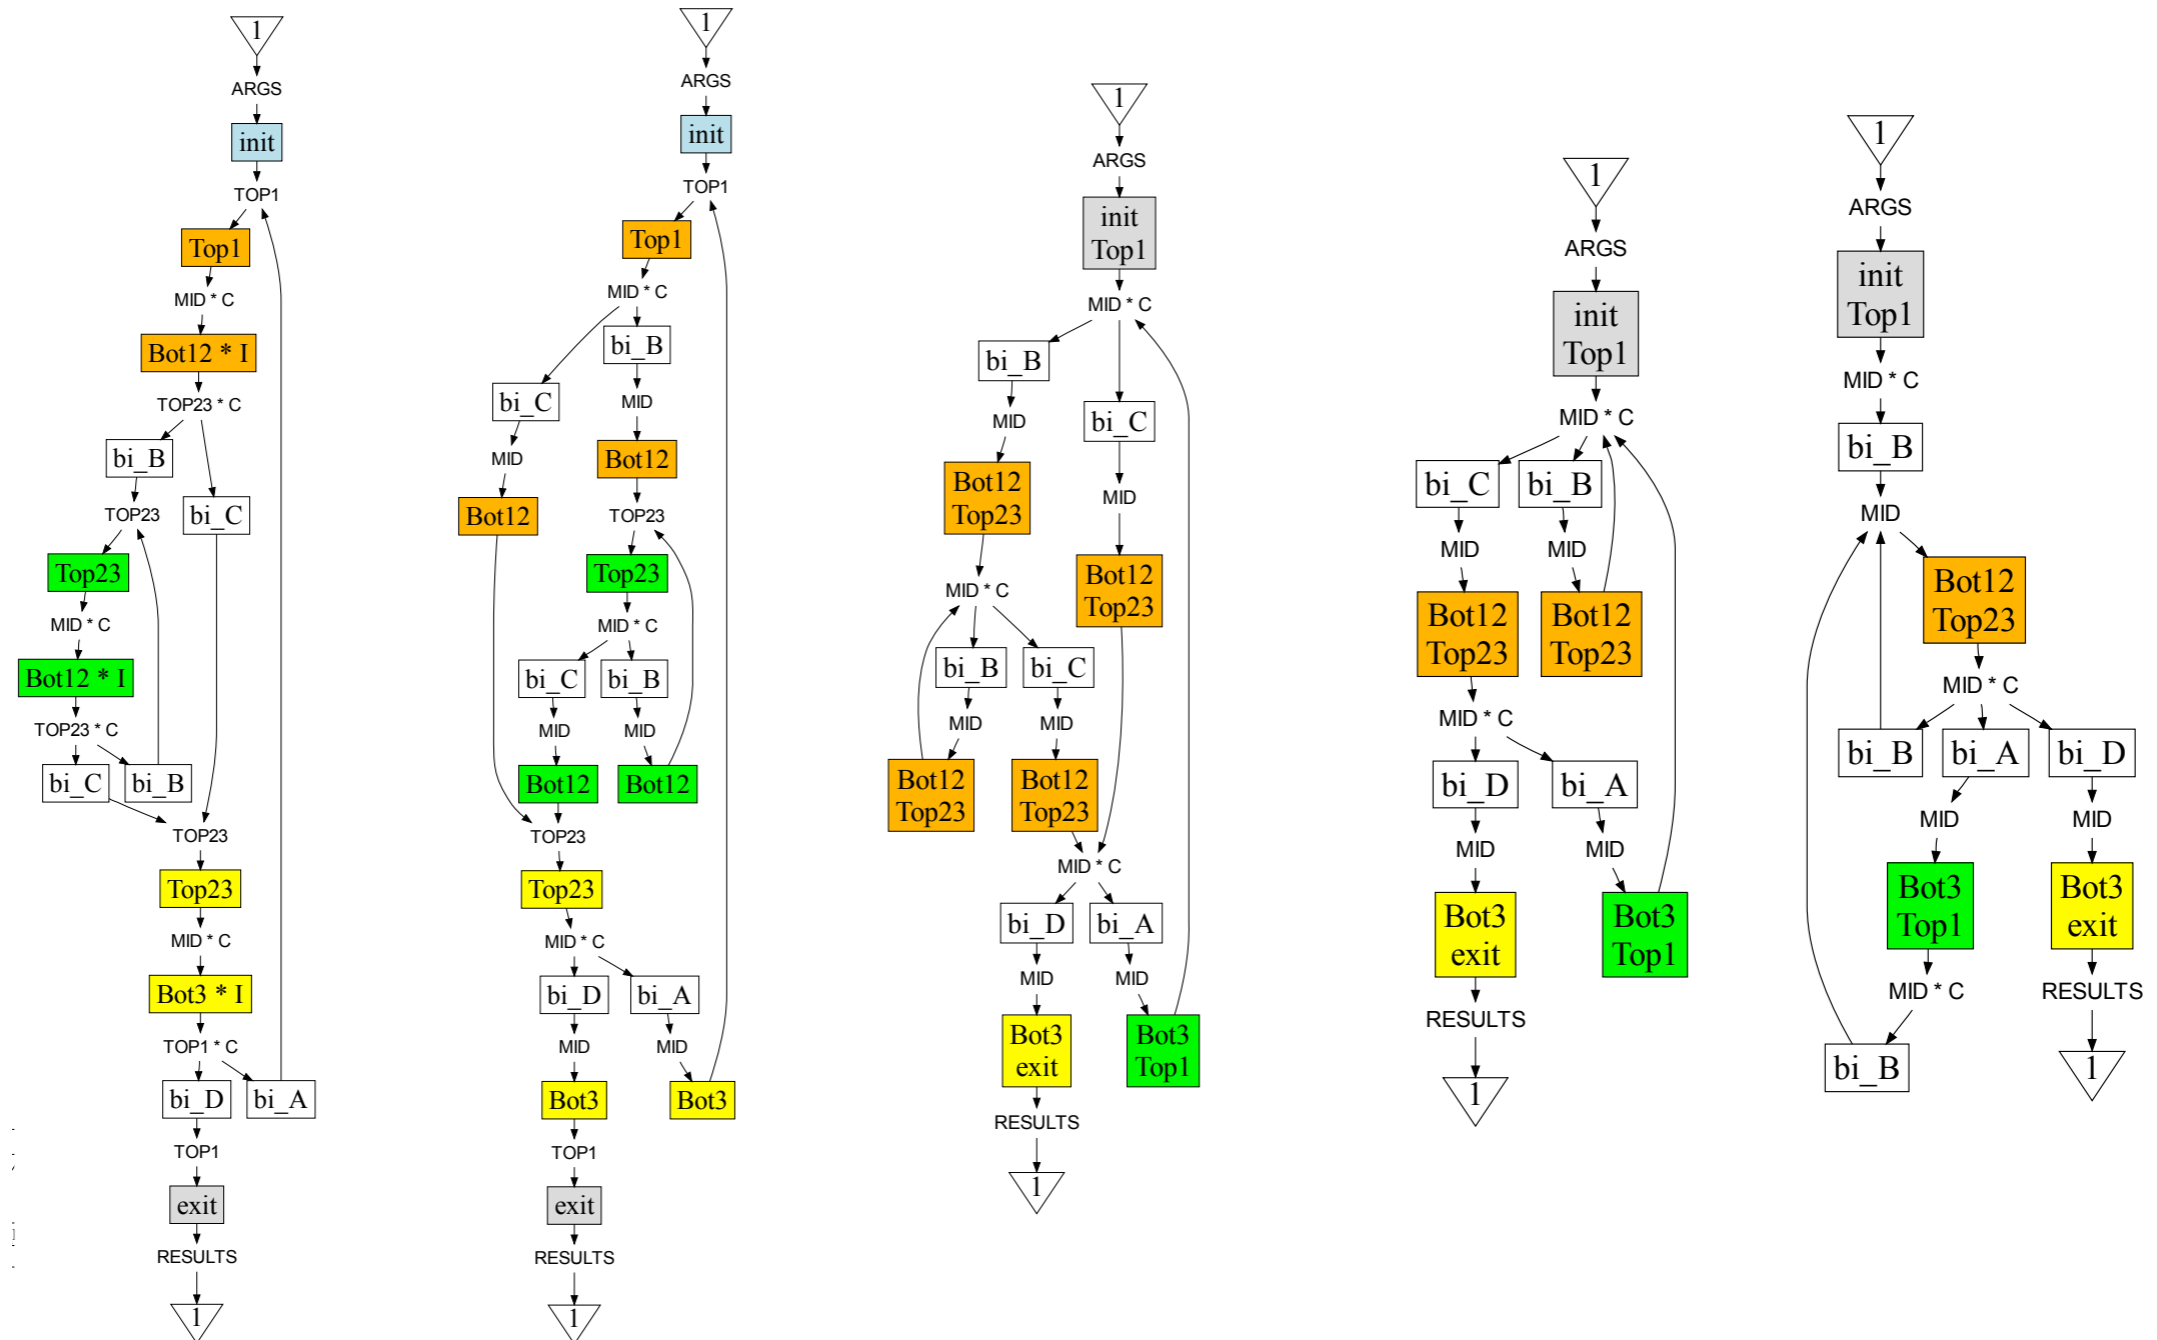 1
ARGS
init
TOP1
Top1
MID * C
Bot12 * I
TOP23 * C
bi_B
bi_C
TOP23
Top23
MID * C
Bot12 * I
TOP23 * C
bi_C
bi_B
TOP23
Top23
MID * C
Bot3 * I
TOP1 * C
bi_D
bi_A
TOP1
exit
RESULTS
1
1
ARGS
init
TOP1
Top1
MID * C
bi_B
bi_C
MID
MID
Bot12
Bot12
TOP23
Top23
MID * C
bi_C
bi_B
MID
MID
Bot12
Bot12
TOP23
Top23
MID * C
bi_D
bi_A
MID
MID
Bot3
Bot3
TOP1
exit
RESULTS
1
1
ARGS
init
Top1
MID * C
bi_B
bi_C
MID
MID
Bot12
Top23
Bot12
Top23
MID * C
bi_B
bi_C
MID
MID
Bot12
Top23
Bot12
Top23
MID * C
bi_D
bi_A
MID
MID
Bot3
exit
Bot3
Top1
RESULTS
1
1
ARGS
init
Top1
MID * C
bi_C
bi_B
MID
MID
Bot12
Top23
Bot12
Top23
MID * C
bi_D
bi_A
MID
MID
Bot3
exit
Bot3
Top1
RESULTS
1
1
ARGS
init
Top1
MID * C
bi_B
MID
Bot12
Top23
MID * C
bi_B
bi_A
bi_D
MID
MID
Bot3
Top1
Bot3
exit
MID * C
RESULTS
bi_B
1